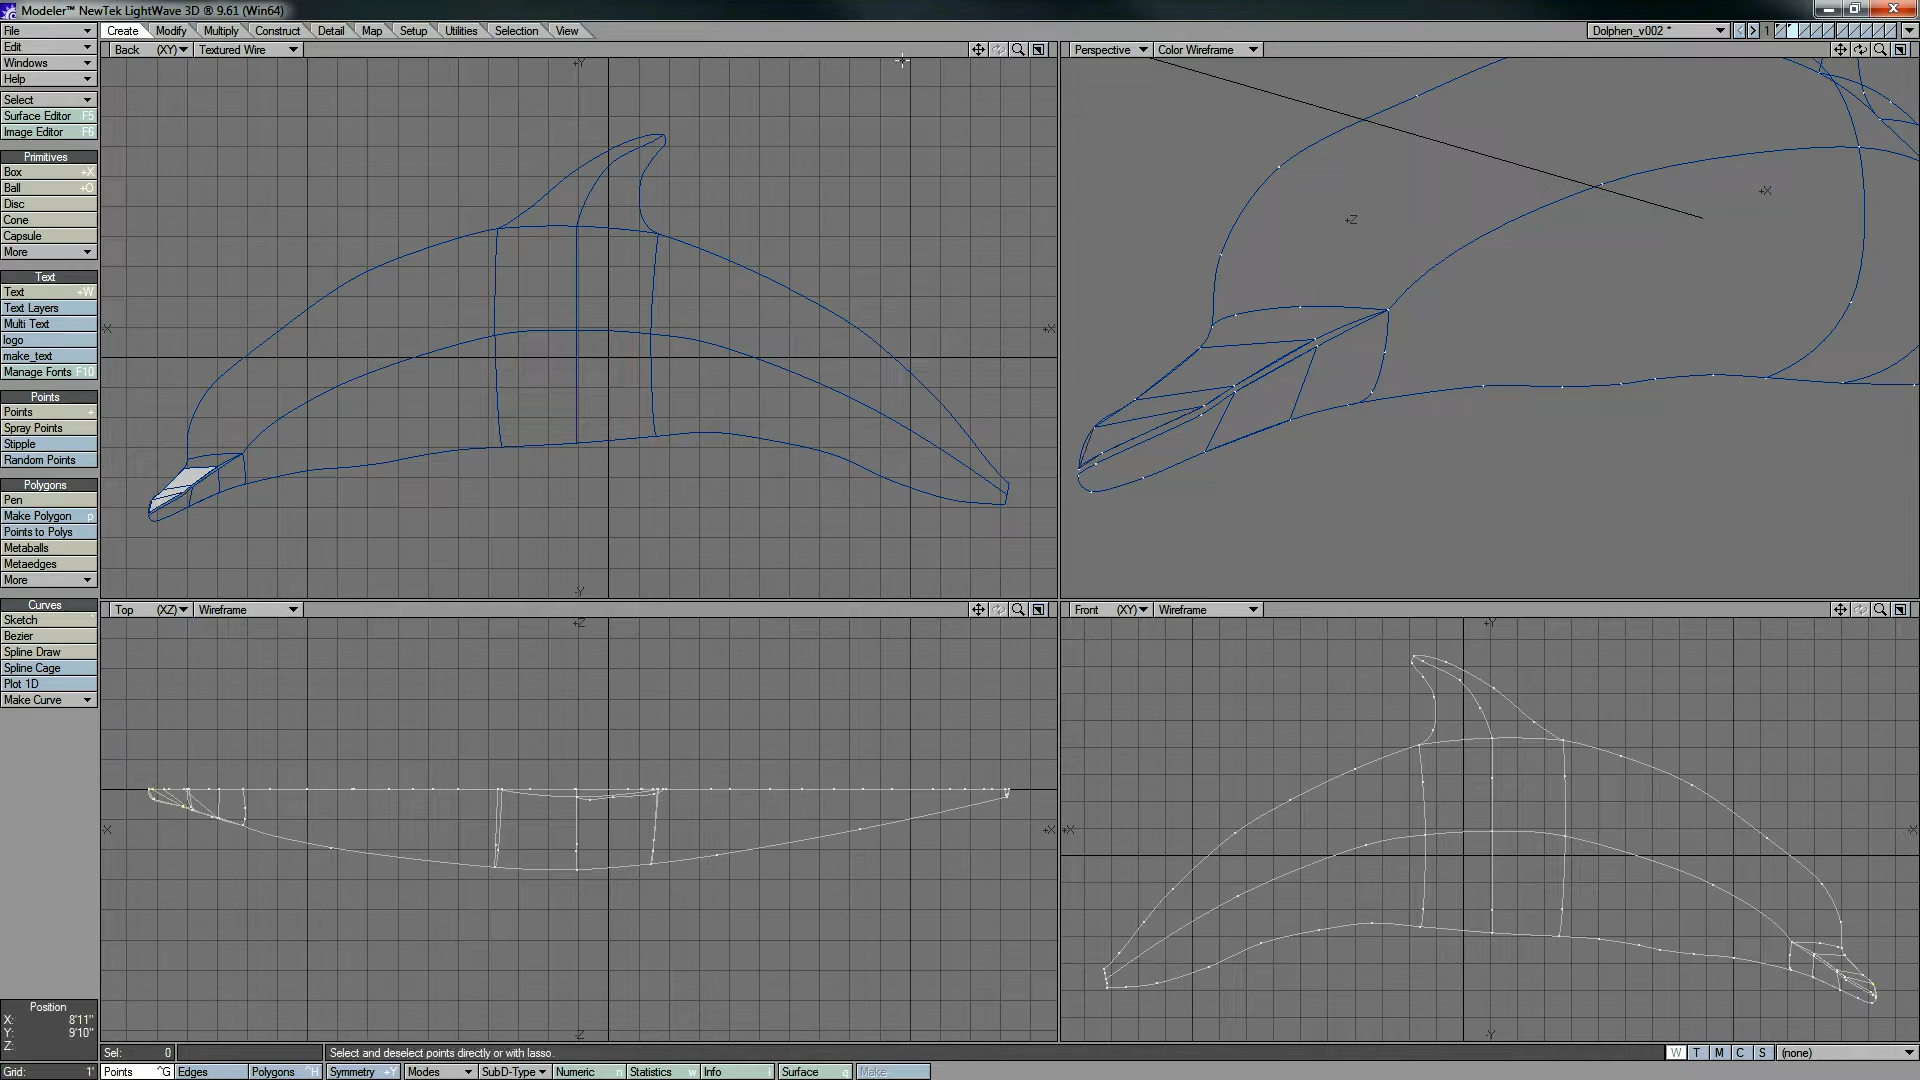 Modeler™ NewTek LightWave 3D ® 9.61 (Win64)
File
Create Modify Multiply Construct Detail Map Setup Utilities Selection View
Dolphen_v002 *
< > 1
Edit
Back (XY) Textured Wire
Perspective Color Wireframe
Windows
Help
Select
Surface Editor F5
Image Editor F6
Primitives
Box +X
Ball +O
Disc
Cone
Capsule
More
Text
Text +W
Text Layers
Multi Text
logo
make_text
Manage Fonts F10
Points
Points +
Spray Points
Stipple
Random Points
Polygons
Pen
Make Polygon p
Points to Polys
Metaballs
Metaedges
More
Curves
Sketch
Bezier
Spline Draw
Spline Cage
Plot 1D
Make Curve
+Y
-X
+X
-Y
+Z
+X
Top (XZ) Wireframe
Front (XY) Wireframe
+Z
-X
+X
-Z
+Y
+X
-X
-Y
Position
X: 8'11"
Y: 9'10"
Z:
Sel: 0
Select and deselect points directly or with lasso.
W T M C S (none)
Grid: 1'
Points ^G Edges Polygons ^H Symmetry +Y Modes SubD-Type Numeric n Statistics w Info i Surface q Make